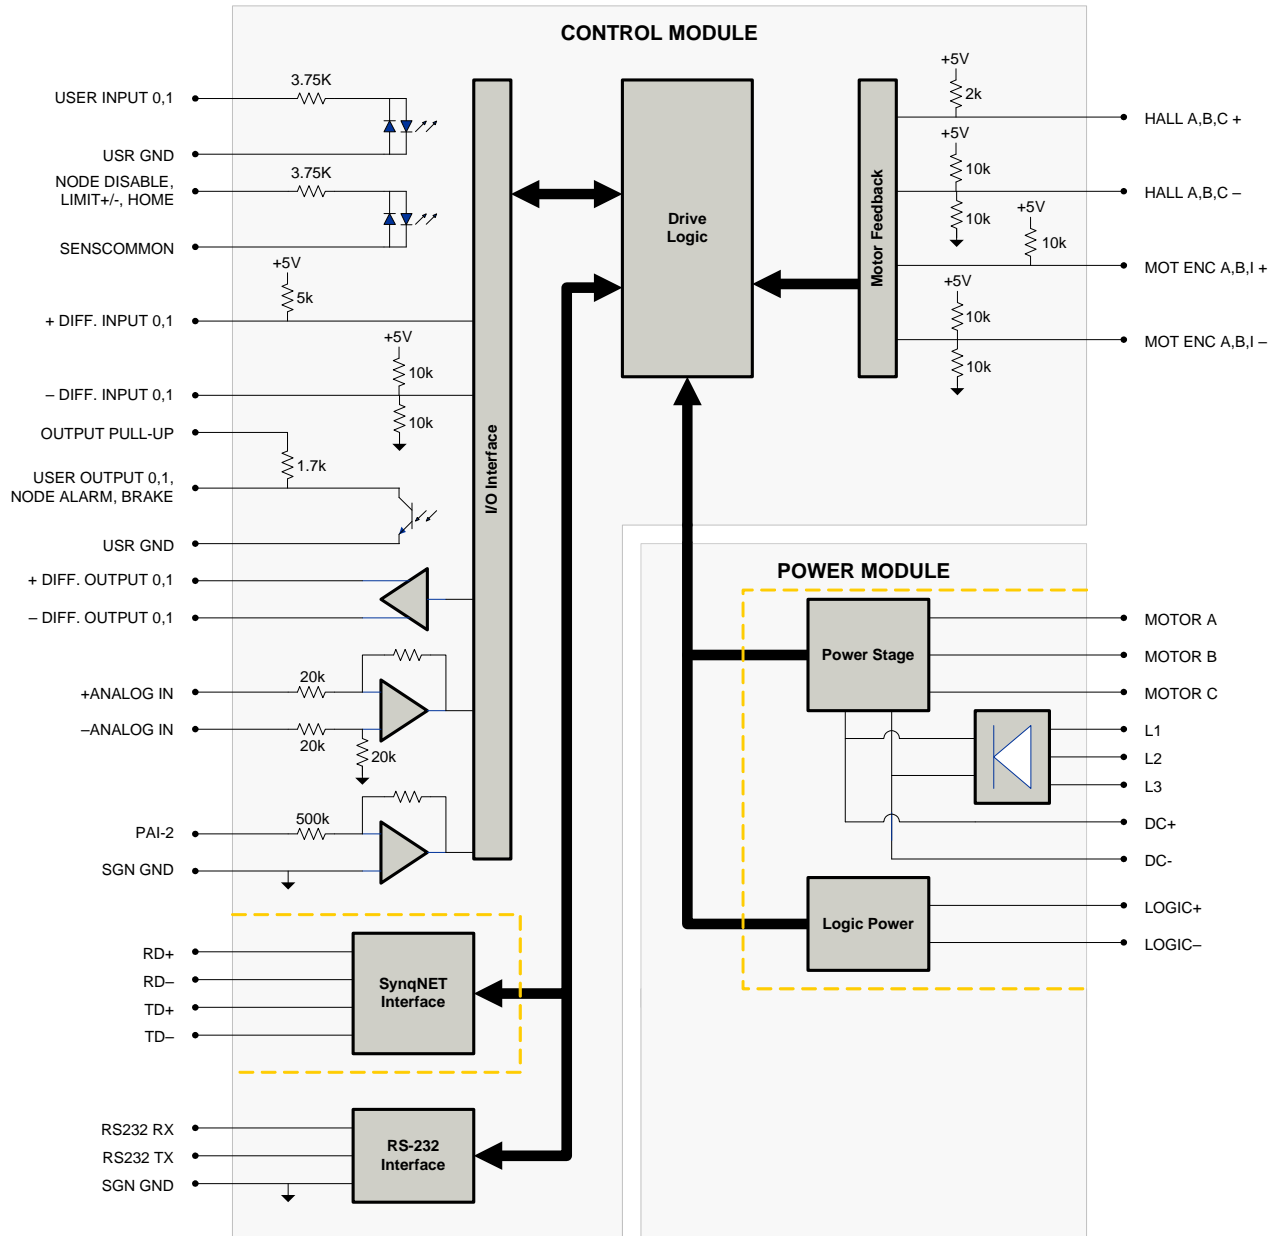 CONTROL MODULE
USER INPUT 0,1
3.75K
USR GND
NODE DISABLE,
LIMIT+/-, HOME
3.75K
SENSCOMMON
+5V
5k
+ DIFF. INPUT 0,1
+5V
10k
– DIFF. INPUT 0,1
10k
OUTPUT PULL-UP
1.7k
USER OUTPUT 0,1,
NODE ALARM, BRAKE
USR GND
+ DIFF. OUTPUT 0,1
– DIFF. OUTPUT 0,1
20k
+ANALOG IN
–ANALOG IN
20k
20k
500k
PAI-2
SGN GND
I/O Interface
RD+
RD–
TD+
TD–
SynqNET
Interface
RS232 RX
RS232 TX
SGN GND
RS-232
Interface
Drive
Logic
Motor Feedback
+5V
2k
HALL A,B,C +
+5V
10k
HALL A,B,C –
10k
+5V
10k
MOT ENC A,B,I +
+5V
10k
MOT ENC A,B,I –
10k
POWER MODULE
Power Stage
MOTOR A
MOTOR B
MOTOR C
L1
L2
L3
DC+
DC-
Logic Power
LOGIC+
LOGIC–